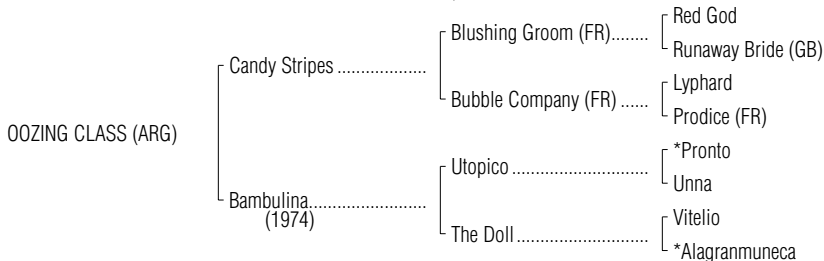 Red God
Blushing Groom (FR)........
Runaway Bride (GB)
Candy Stripes ....................
Lyphard
Bubble Company (FR) ......
Prodice (FR)
OOZING CLASS (ARG)
*Pronto
Utopico ..............................
Unna
Bambulina..........................
(1974)
Vitelio
The Doll.............................
*Alagranmuneca